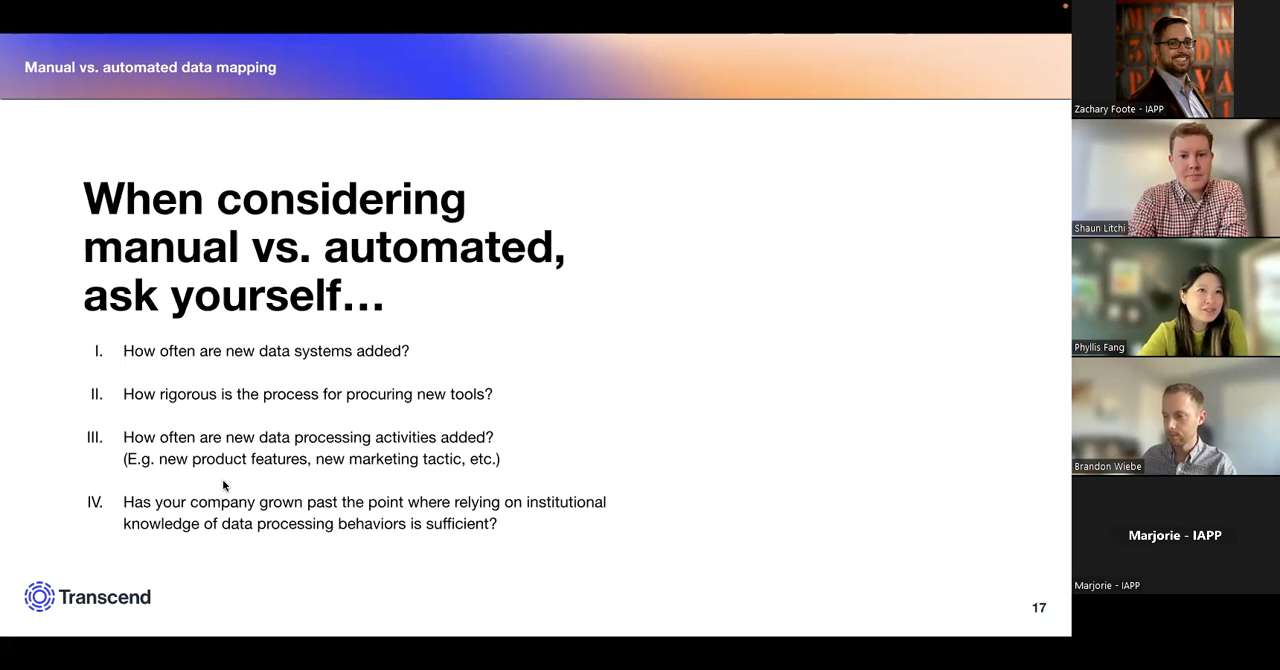 Manual vs. automated data mapping
When considering
manual vs. automated,
ask yourself…
I. How often are new data systems added?
II. How rigorous is the process for procuring new tools?
III. How often are new data processing activities added?
(E.g. new product features, new marketing tactic, etc.)
IV. Has your company grown past the point where relying on institutional
knowledge of data processing behaviors is sufficient?
Transcend
17
Zachary Foote - IAPP
Shaun Litchi
Phyllis Fang
Brandon Wiebe
Marjorie - IAPP
Marjorie - IAPP